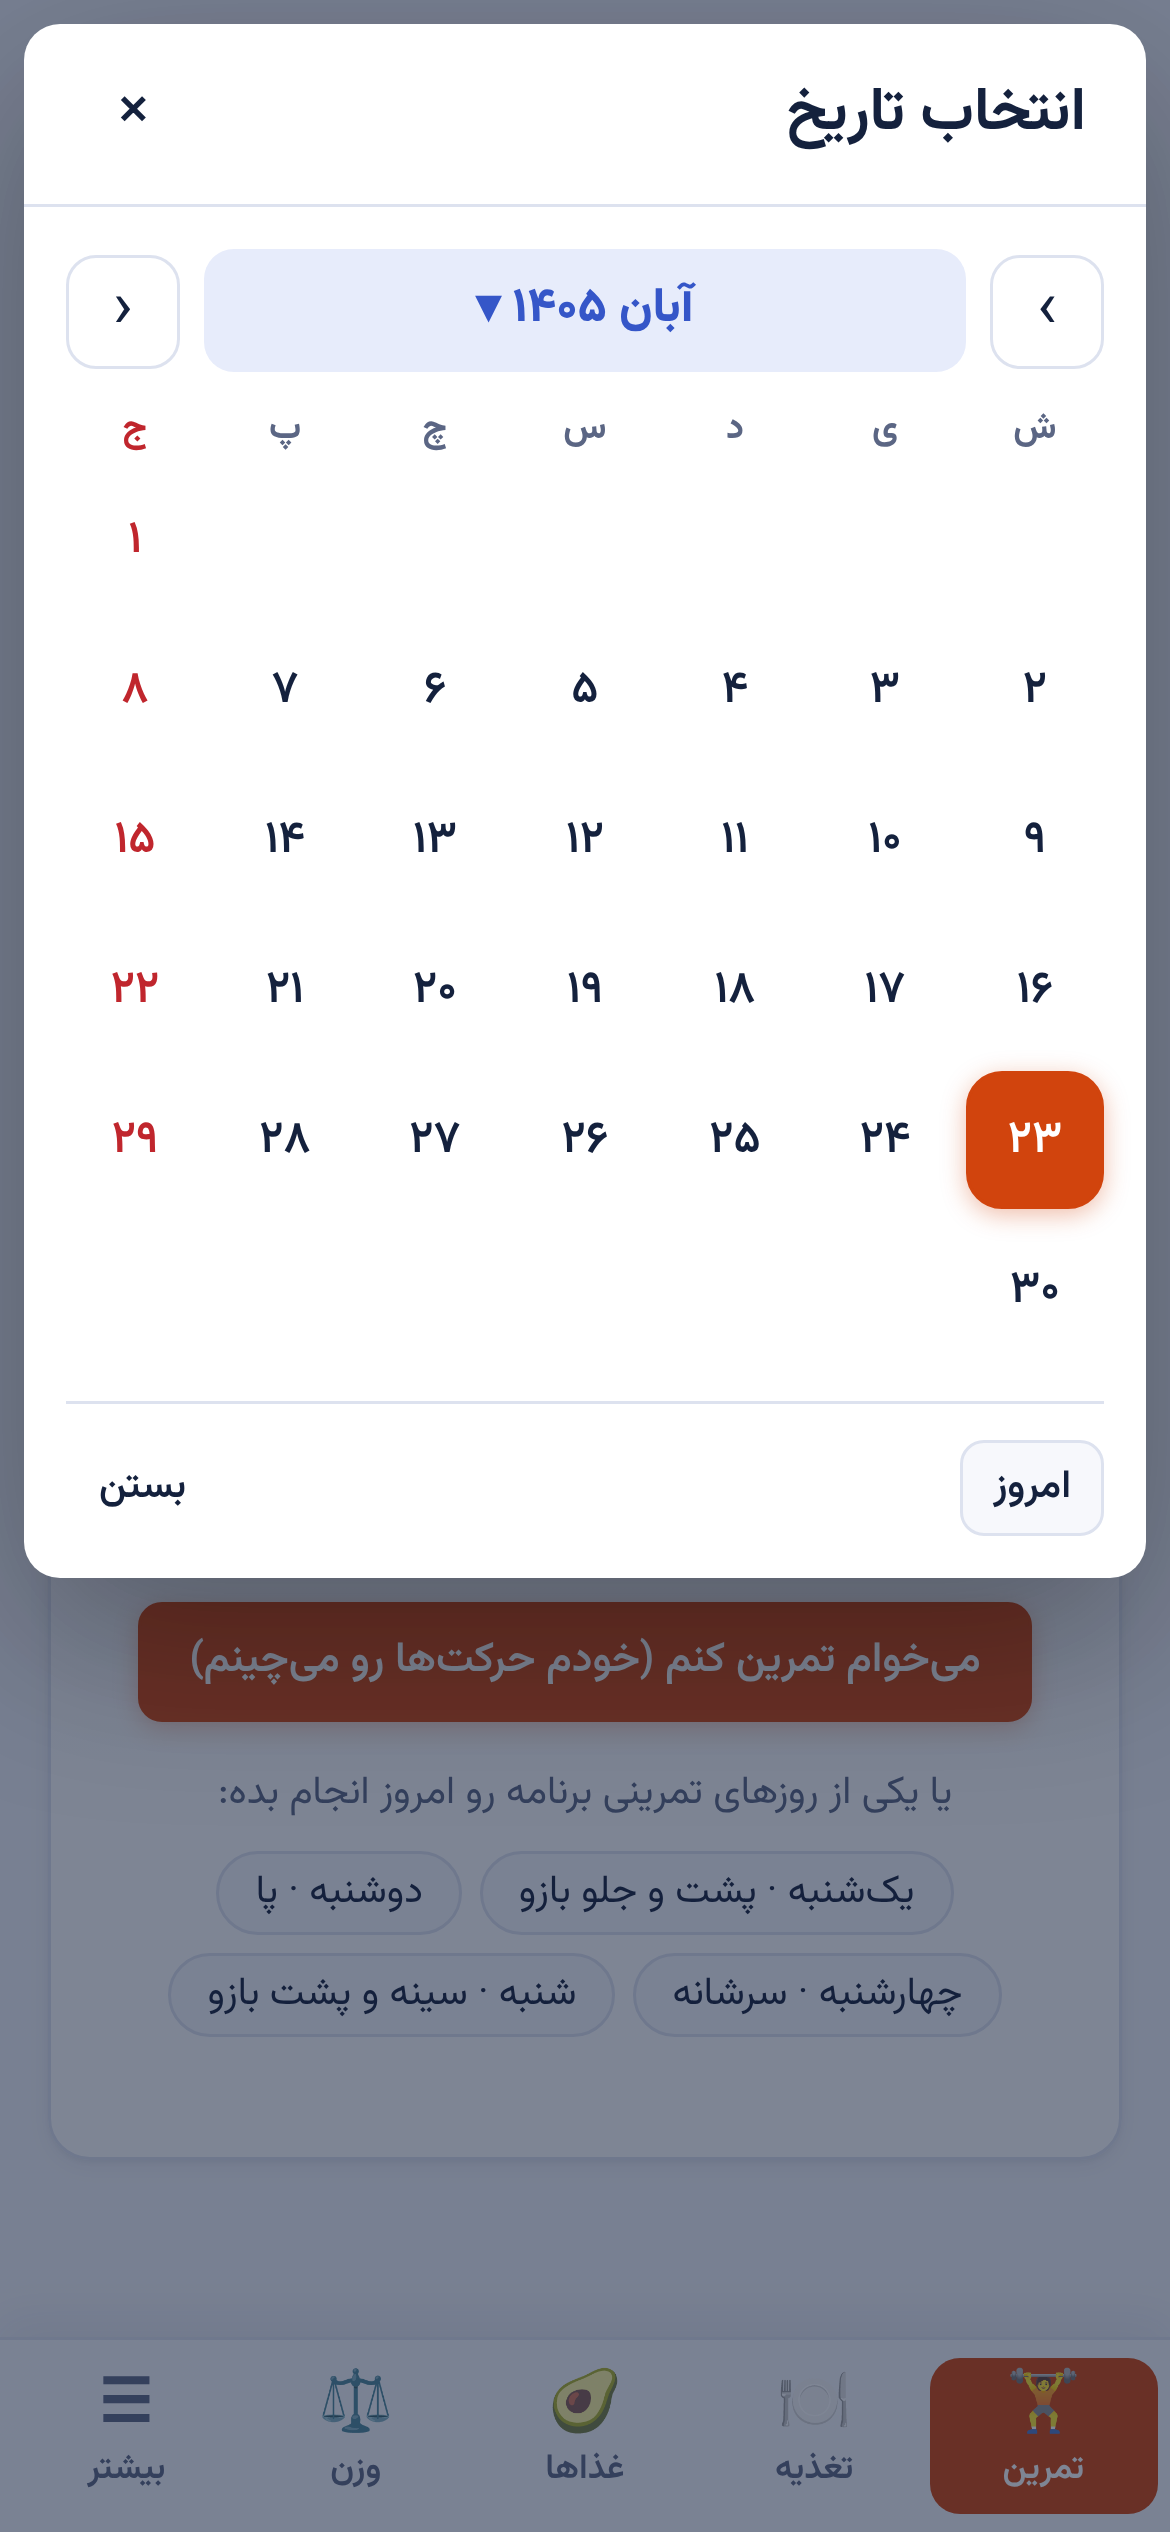 انتخاب تاریخ ×
‹ آبان ۱۴۰۵ ▼ ›
ش ی د س چ پ ج
۱
۲ ۳ ۴ ۵ ۶ ۷ ۸
۹ ۱۰ ۱۱ ۱۲ ۱۳ ۱۴ ۱۵
۱۶ ۱۷ ۱۸ ۱۹ ۲۰ ۲۱ ۲۲
۲۳ ۲۴ ۲۵ ۲۶ ۲۷ ۲۸ ۲۹
۳۰
امروز بستن
می‌خوام تمرین کنم (خودم حرکت‌ها رو می‌چینم)
یا یکی از روزهای تمرینی برنامه رو امروز انجام بده:
یک‌شنبه · پشت و جلو بازو دوشنبه · پا
چهارشنبه · سرشانه شنبه · سینه و پشت بازو
تمرین تغذیه غذاها وزن بیشتر